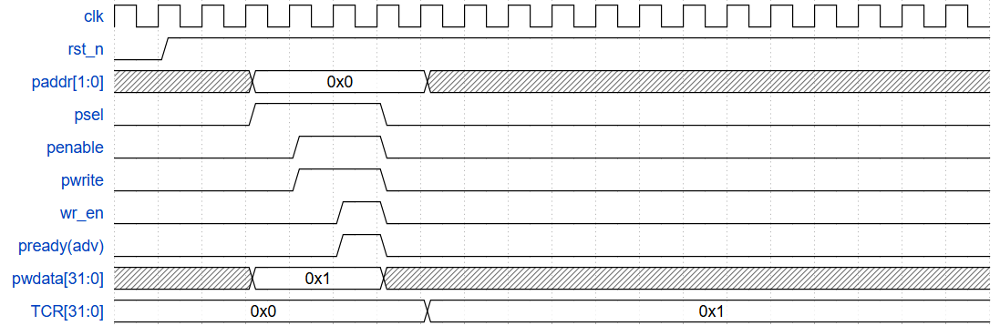 clk
rst_n
paddr[1:0] 0x0
psel
penable
pwrite
wr_en
pready(adv)
pwdata[31:0] 0x1
TCR[31:0] 0x0 0x1